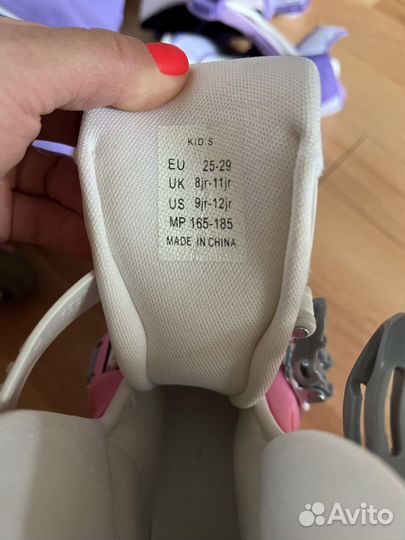 KID'S
EU 25-29
UK 8jr-11jr
US 9jr-12jr
MP 165-185
MADE IN CHINA
Avito